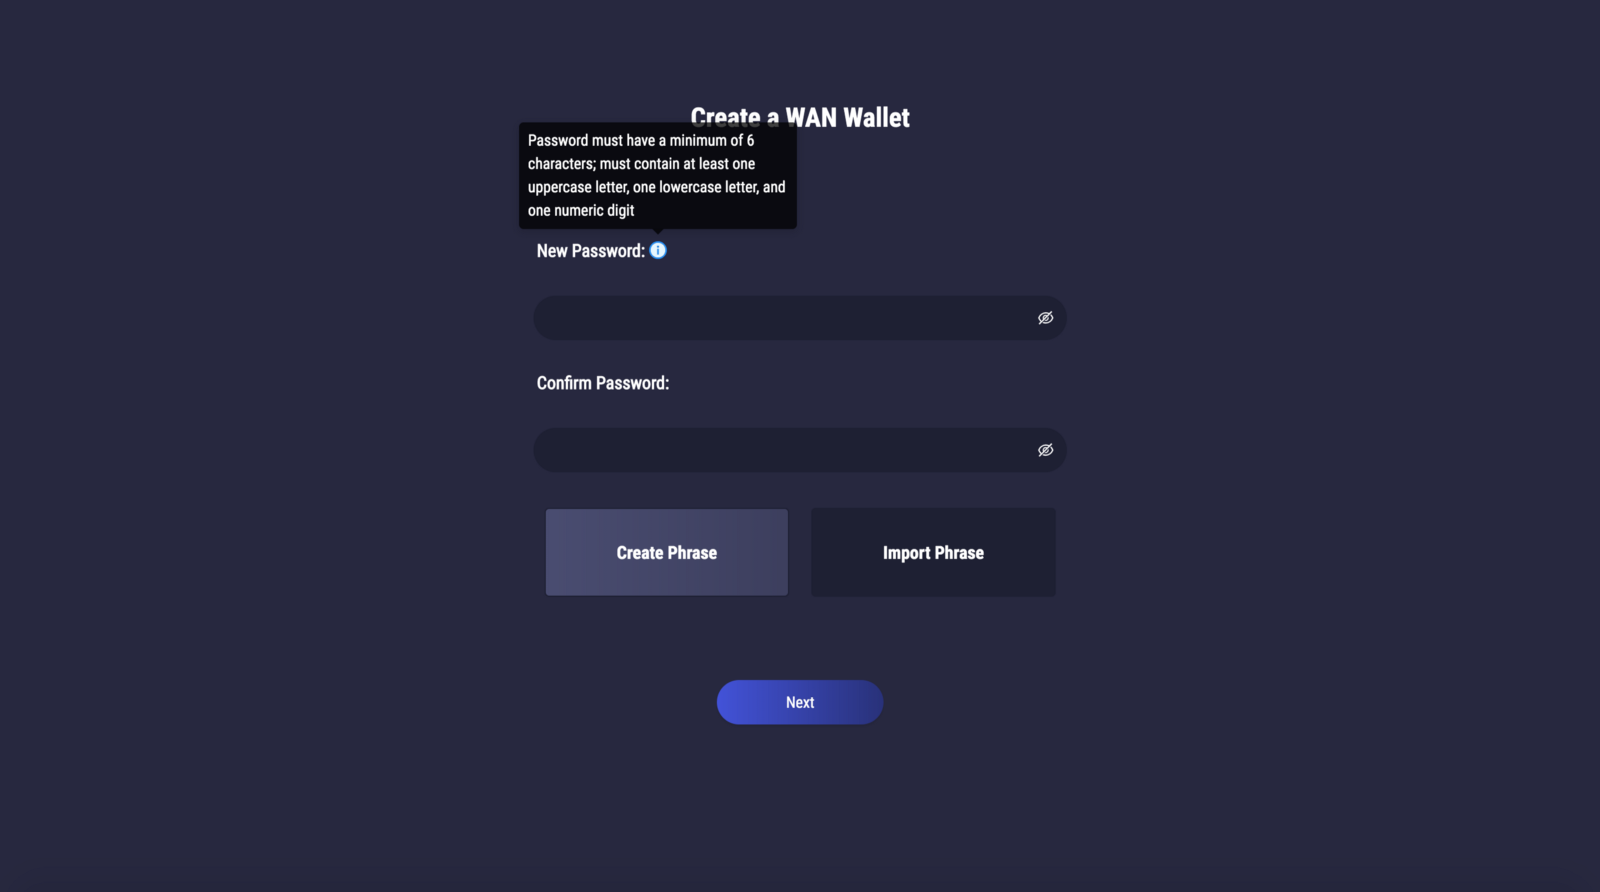 Create a WAN Wallet
Password must have a minimum of 6
characters; must contain at least one
uppercase letter, one lowercase letter, and
one numeric digit
New Password:
Confirm Password:
Create Phrase
Import Phrase
Next